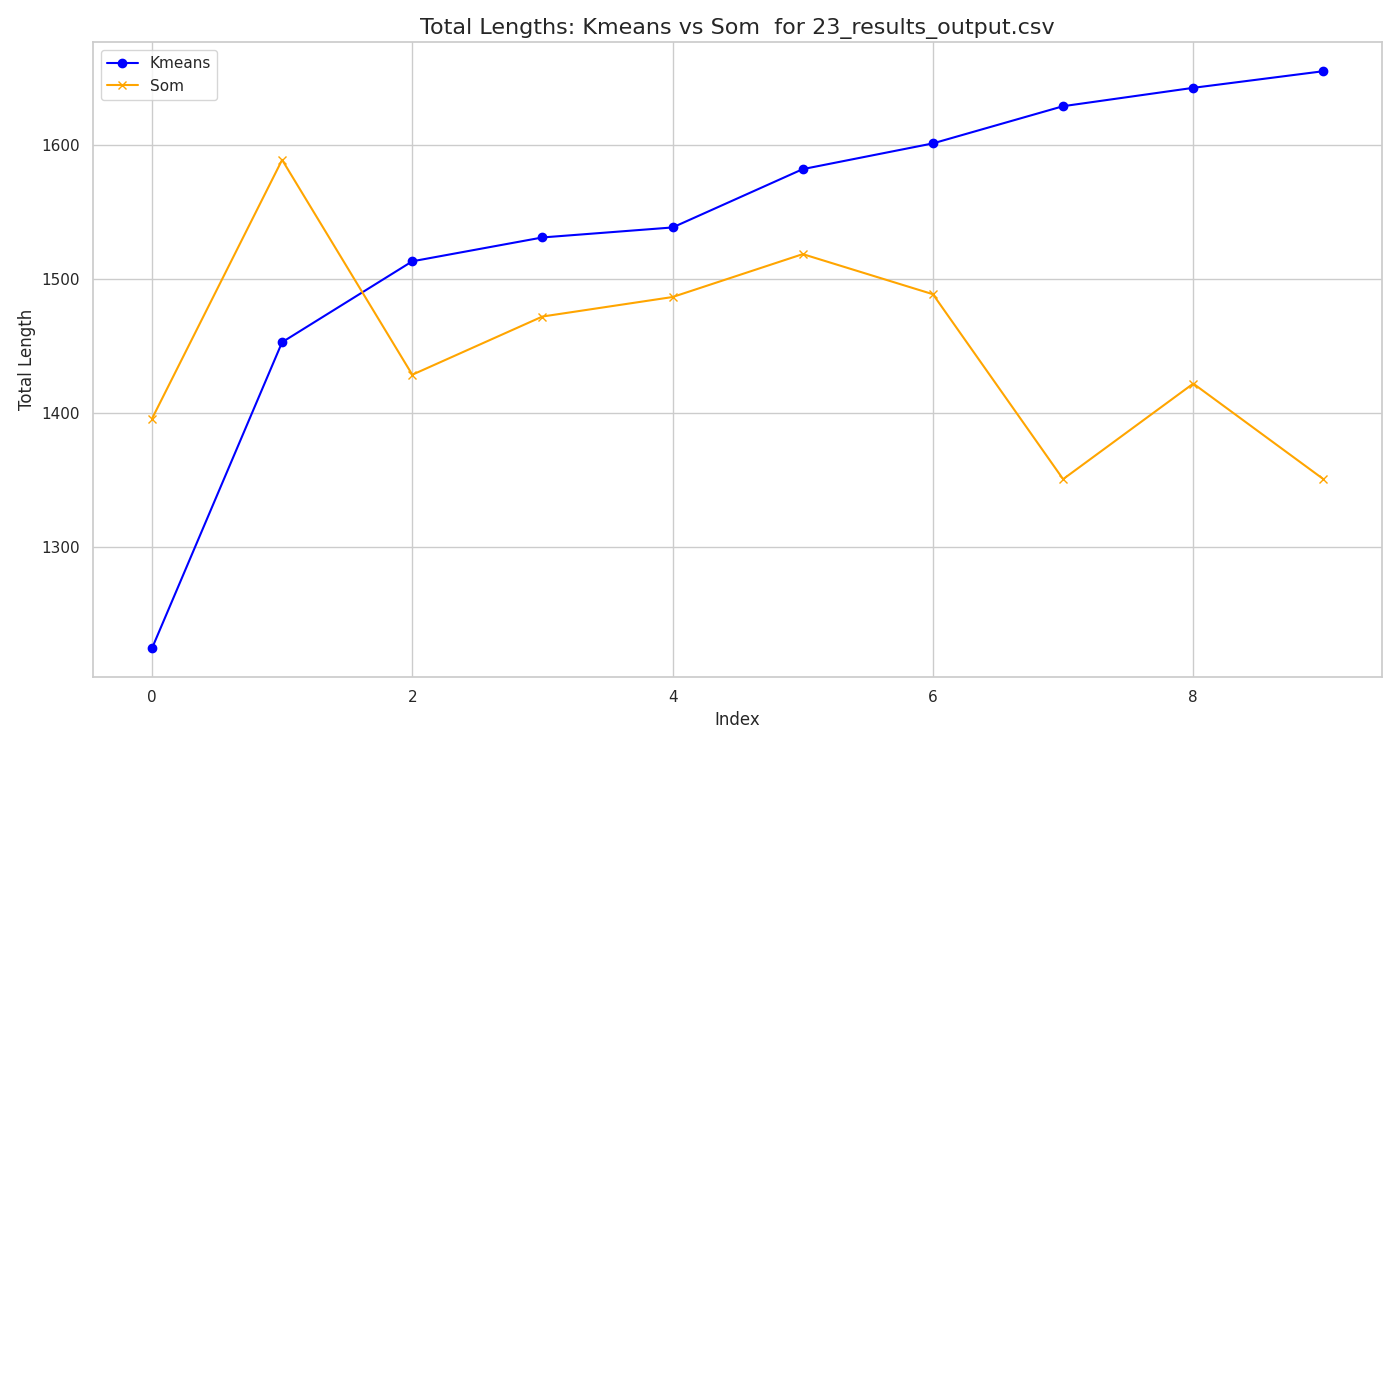 Total Lengths: Kmeans vs Som  for 23_results_output.csv
Kmeans
Som
Total Length
1600
1500
1400
1300
0 2 4 6 8
Index